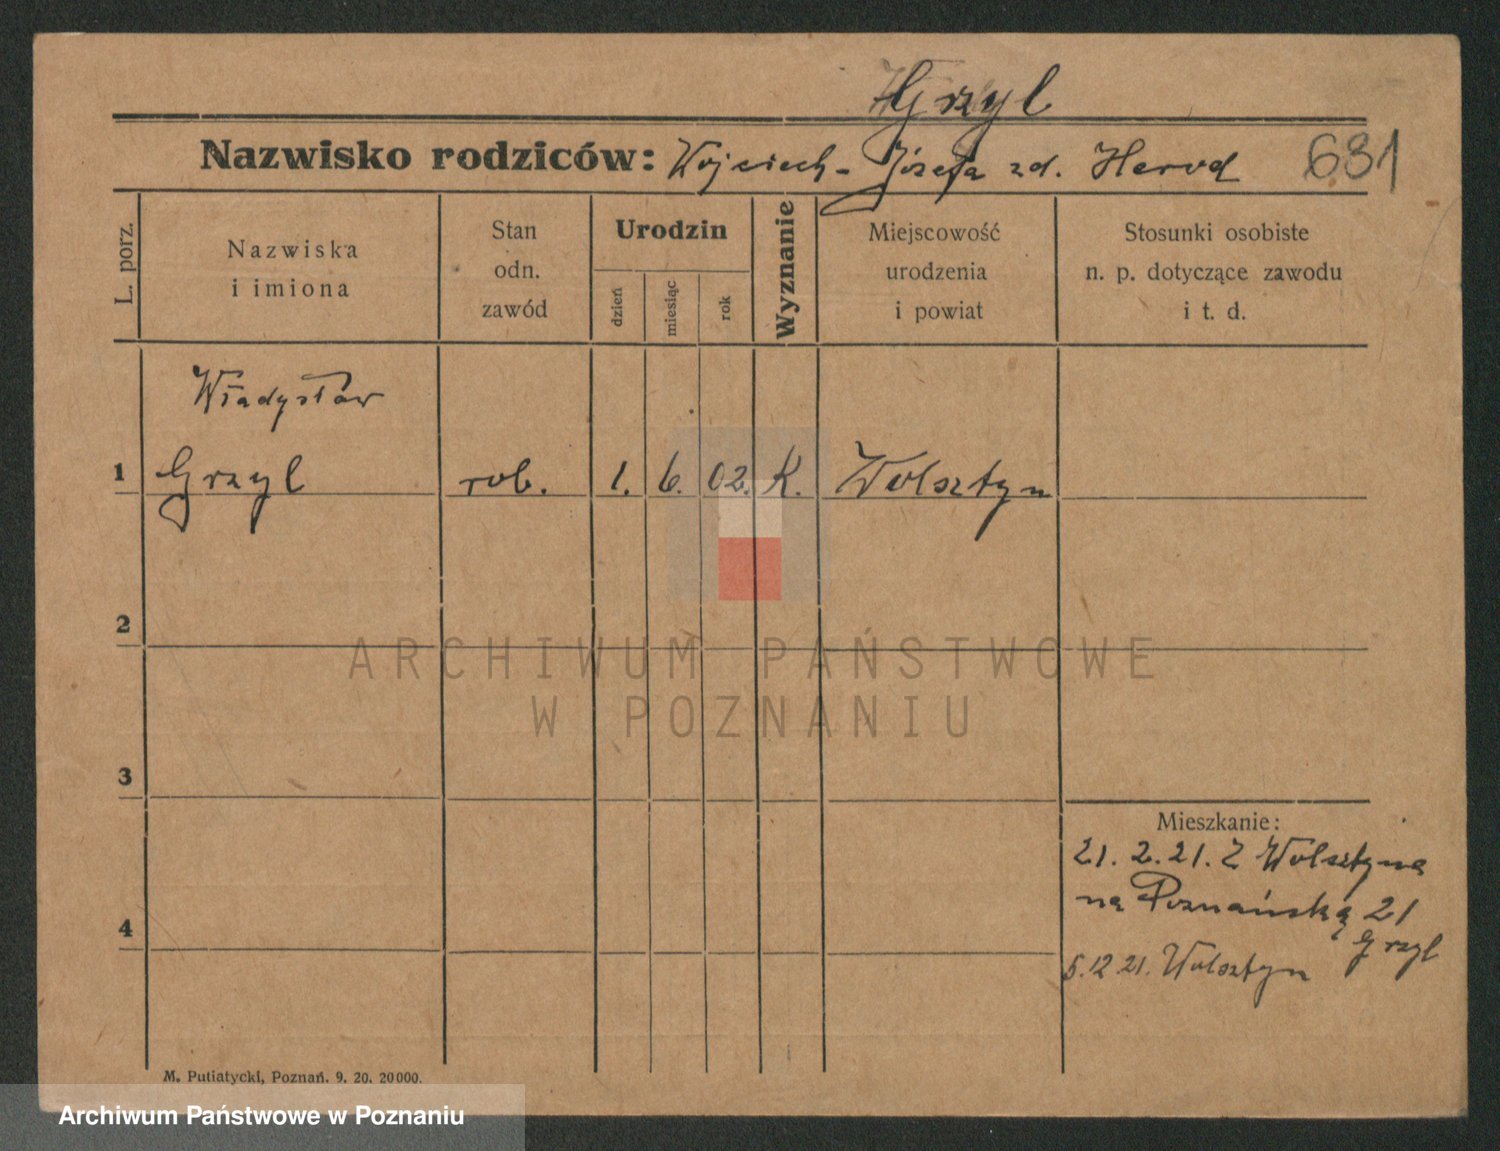 Grzyl
Nazwisko rodziców: Wojciech - Józefa zd. Herod 631
L. porz.
Nazwiska
i imiona
Stan
odn.
zawód
Urodzin
dzień
miesiąc
rok
Wyznanie
Miejscowość
urodzenia
i powiat
Stosunki osobiste
n. p. dotyczące zawodu
i t. d.
Władysław
1 Grzyl rob. 1. 6. 02. K. Wolsztyn
2
ARCHIWUM PAŃSTWOWE
W POZNANIU
3
Mieszkanie:
21. 2. 21. Z Wolsztyna
na Poznańską 21
4
Grzyl
5.12.21. Wolsztyn
M. Putiatycki, Poznań. 9. 20. 20000.
Archiwum Państwowe w Poznaniu